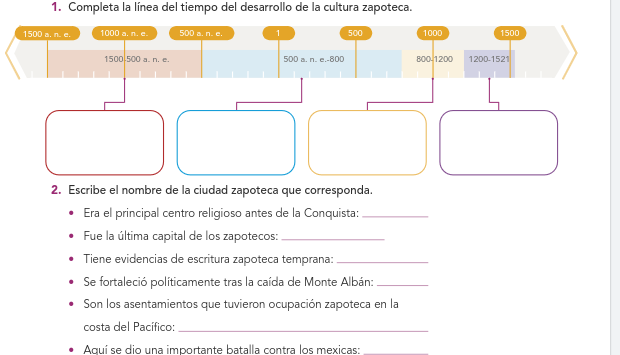 1. Completa la línea del tiempo del desarrollo de la cultura zapoteca.
1500 a. n. e. 1000 a. n. e. 500 a. n. e. 1 500 1000 1500
1500-500 a. n. e. 500 a. n. e.-800 800-1200 1200-1521
2. Escribe el nombre de la ciudad zapoteca que corresponda.
• Era el principal centro religioso antes de la Conquista:
• Fue la última capital de los zapotecos:
• Tiene evidencias de escritura zapoteca temprana:
• Se fortaleció políticamente tras la caída de Monte Albán:
• Son los asentamientos que tuvieron ocupación zapoteca en la
costa del Pacífico:
• Aquí se dio una importante batalla contra los mexicas: